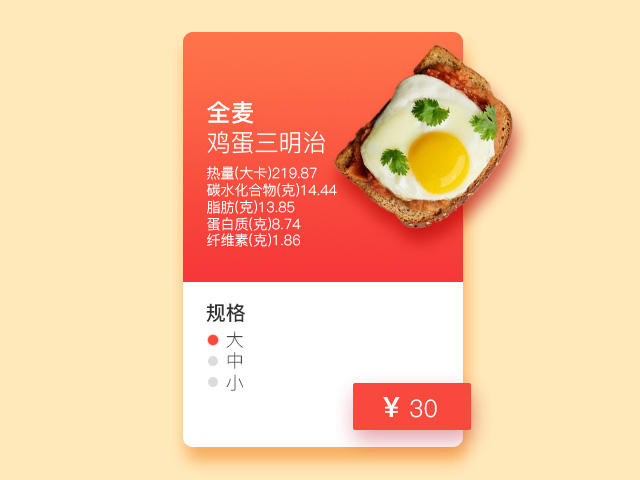 全麦
鸡蛋三明治
热量(大卡)219.87
碳水化合物(克)14.44
脂肪(克)13.85
蛋白质(克)8.74
纤维素(克)1.86
规格
大
中
小
¥ 30